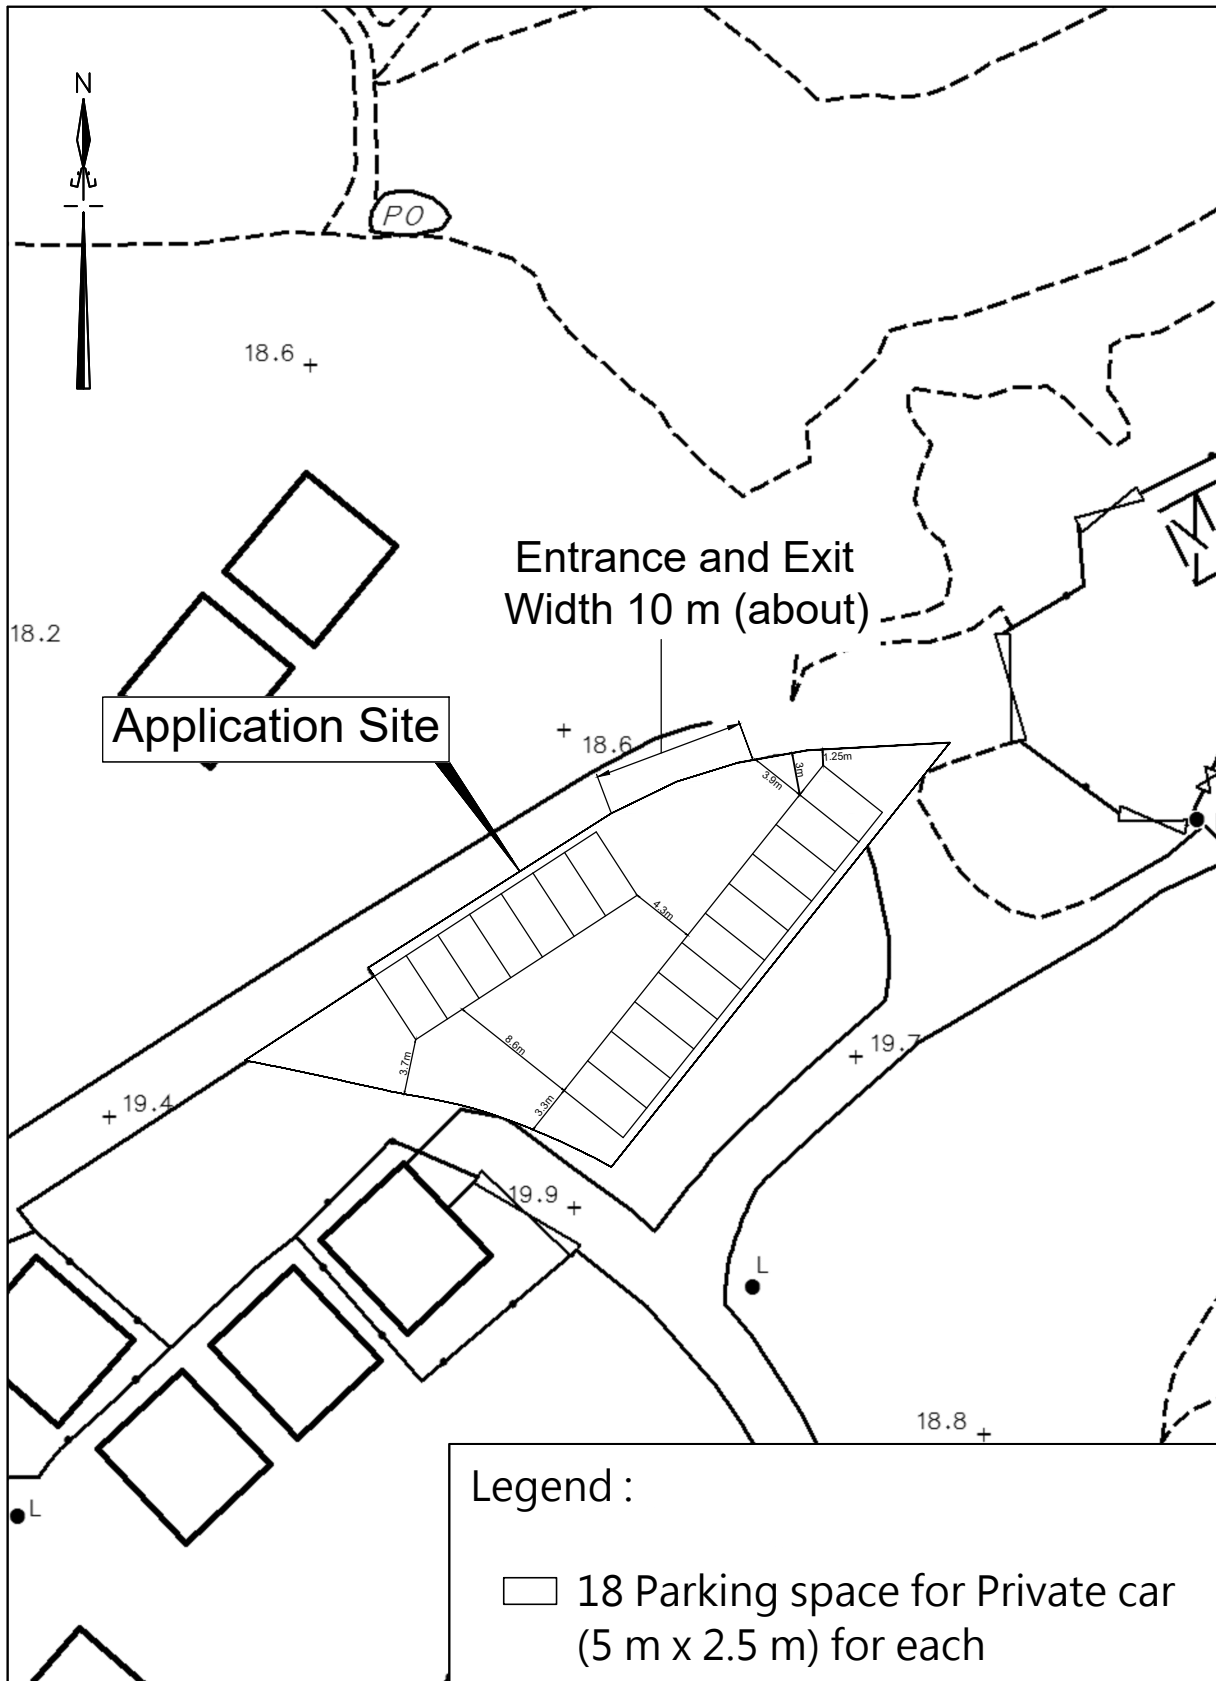 N
PO
18.6
Entrance and Exit
Width 10 m (about)
18.2
Application Site
18.6
3.9m
3m
1.25m
4.3m
8.6m
3.7m
3.3m
19.7
19.4
19.9
L
18.8
L
Legend :
18 Parking space for Private car
(5 m x 2.5 m) for each